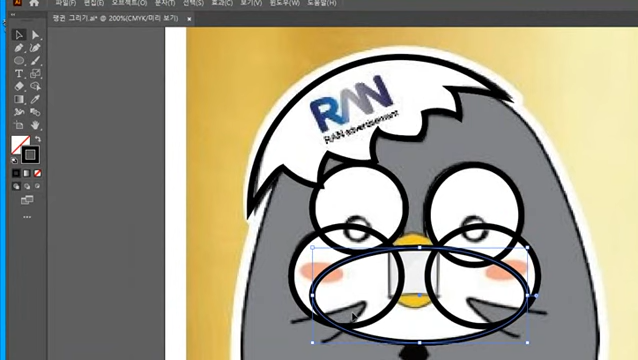 파일(F) 편집(E) 오브젝트(O) 문자(T) 선택(S) 효과(C) 보기(V) 윈도우(W) 도움말(H)
펭귄 그리기.ai* @ 200%(CMYK/미리 보기) ×
RAN
RAN advertisement